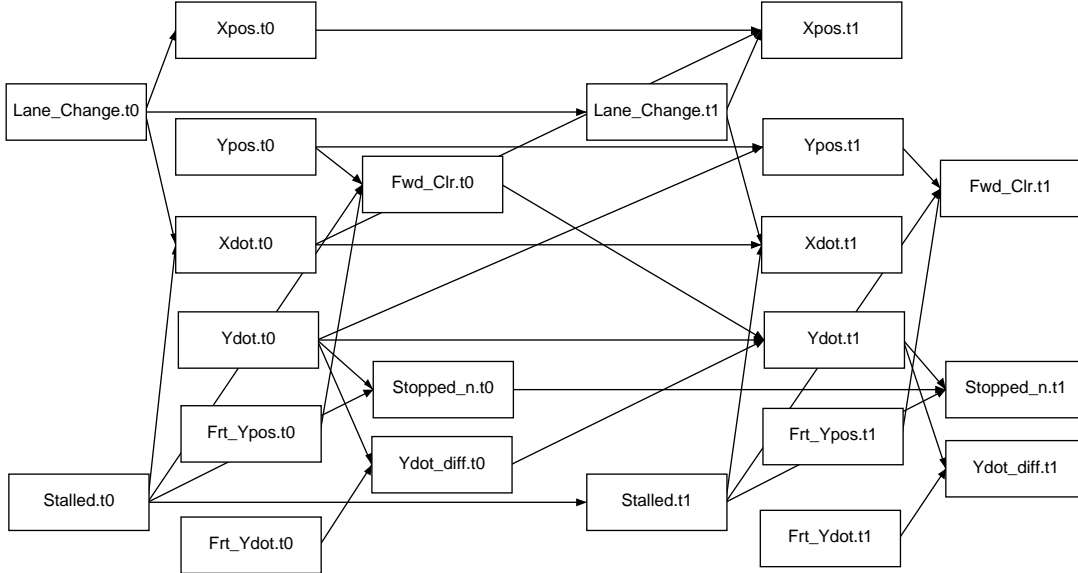 Xpos.t0
Xpos.t1
Lane_Change.t0
Lane_Change.t1
Ypos.t0
Ypos.t1
Fwd_Clr.t0
Fwd_Clr.t1
Xdot.t0
Xdot.t1
Ydot.t0
Ydot.t1
Stopped_n.t0
Stopped_n.t1
Frt_Ypos.t0
Frt_Ypos.t1
Ydot_diff.t0
Ydot_diff.t1
Stalled.t0
Stalled.t1
Frt_Ydot.t0
Frt_Ydot.t1